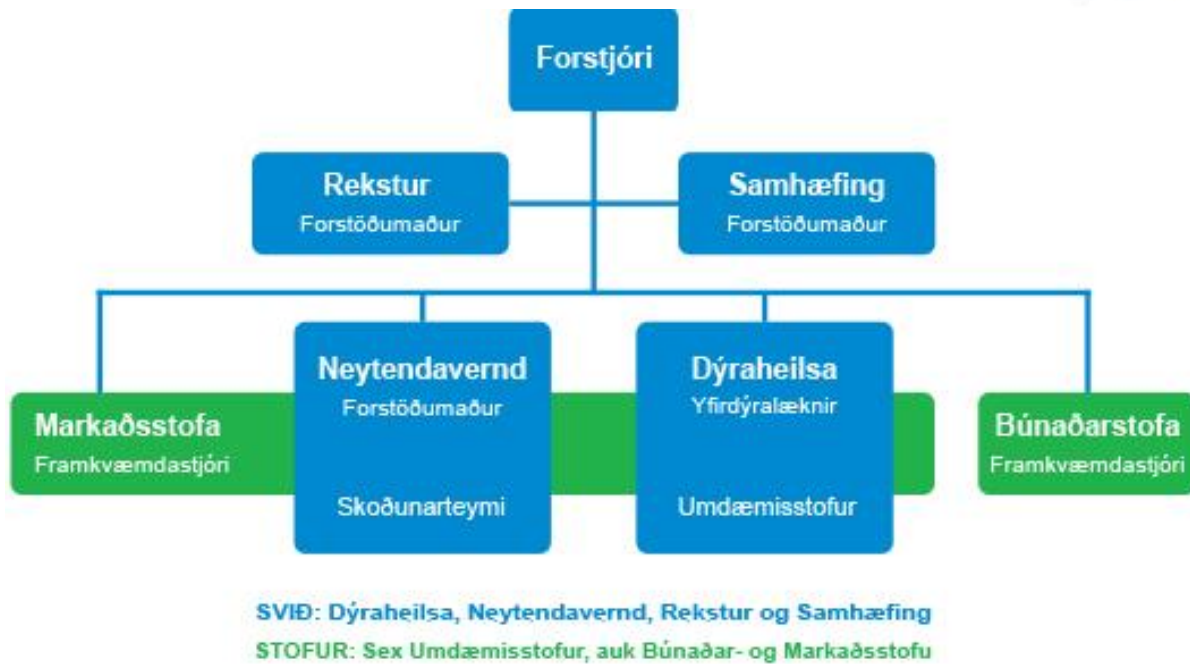 Forstjóri
Rekstur
Forstöðumaður
Samhæfing
Forstöðumaður
Markaðsstofa
Framkvæmdastjóri
Neytendavernd
Forstöðumaður
Skoðunarteymi
Dýraheilsa
Yfirdýralæknir
Umdæmisstofur
Búnaðarstofa
Framkvæmdastjóri
SVIÐ: Dýraheilsa, Neytendavernd, Rekstur og Samhæfing
STOFUR: Sex Umdæmisstofur, auk Búnaðar- og Markaðsstofu